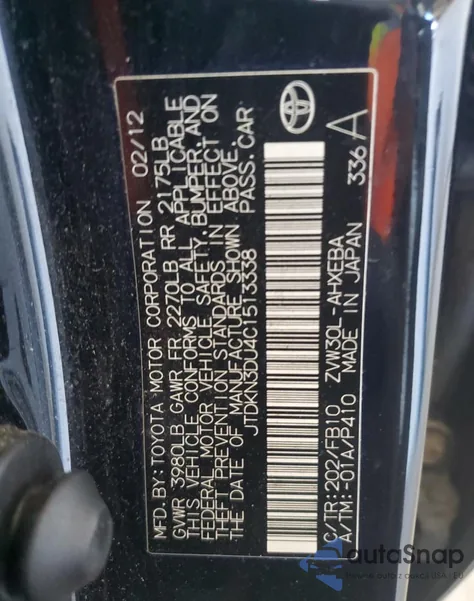 MFD.BY:TOYOTA MOTOR CORPORATION 02/12
GVWR 3980LB GAWR FR 2270LB RR 2175LB
THIS VEHICLE CONFORMS TO ALL APPLICABLE
FEDERAL MOTOR VEHICLE SAFETY, BUMPER, AND
THEFT PREVENTION STANDARDS IN EFFECT ON
THE DATE OF MANUFACTURE SHOWN ABOVE.
JTDKN3DU4C1513338 PASS.CAR
C/TR:202/FB10 ZVW30L-AHXEBA 336 A
A/TM:-01A/P410 MADE IN JAPAN
autoSnap